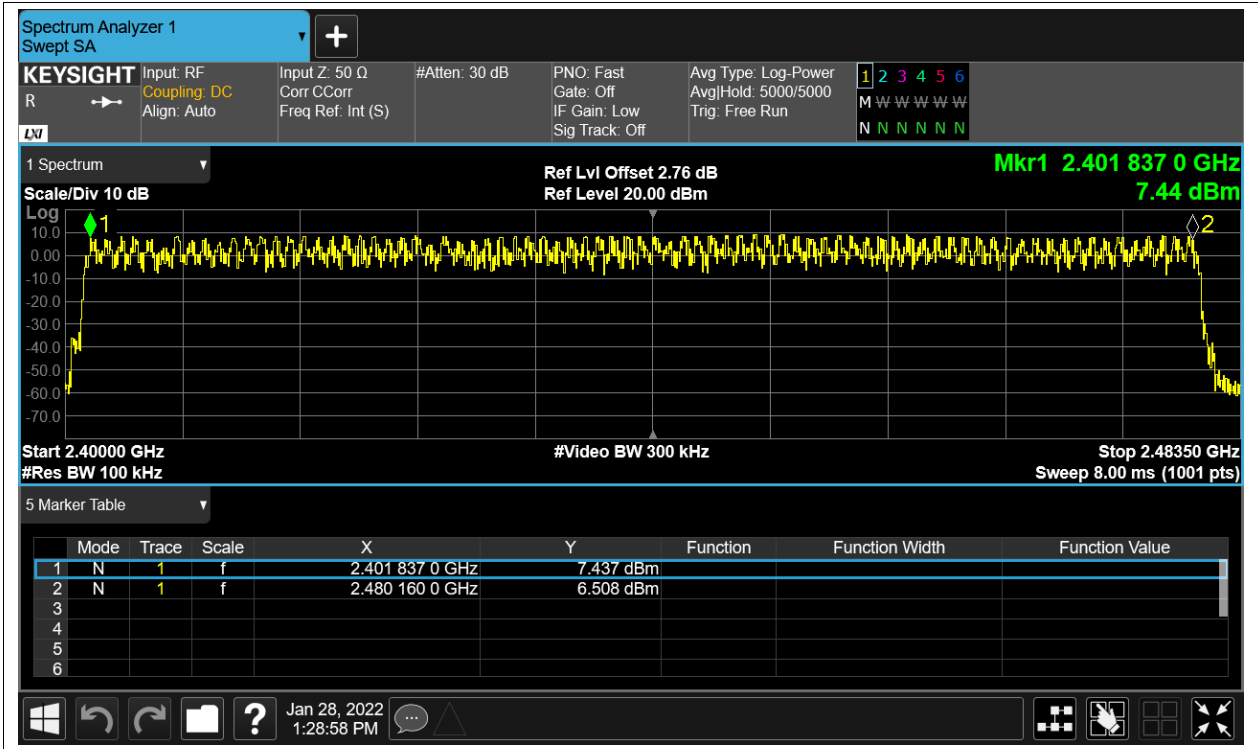 Spectrum Analyzer 1
Swept SA
KEYSIGHT
R
LXI
Input: RF
Coupling: DC
Align: Auto
Input Z: 50 Ω
Corr CCorr
Freq Ref: Int (S)
#Atten: 30 dB
PNO: Fast
Gate: Off
IF Gain: Low
Sig Track: Off
Avg Type: Log-Power
Avg|Hold: 5000/5000
Trig: Free Run
1 2 3 4 5 6
M W W W W W
N N N N N N
1 Spectrum
Scale/Div 10 dB
Ref Lvl Offset 2.76 dB
Ref Level 20.00 dBm
Mkr1 2.401 837 0 GHz
7.44 dBm
Log
1
2
10.0
0.00
-10.0
-20.0
-30.0
-40.0
-50.0
-60.0
-70.0
Start 2.40000 GHz
#Res BW 100 kHz
#Video BW 300 kHz
Stop 2.48350 GHz
Sweep 8.00 ms (1001 pts)
5 Marker Table
Mode Trace Scale X Y Function Function Width Function Value
1 N 1 f 2.401 837 0 GHz 7.437 dBm
2 N 1 f 2.480 160 0 GHz 6.508 dBm
3
4
5
6
?
Jan 28, 2022
1:28:58 PM